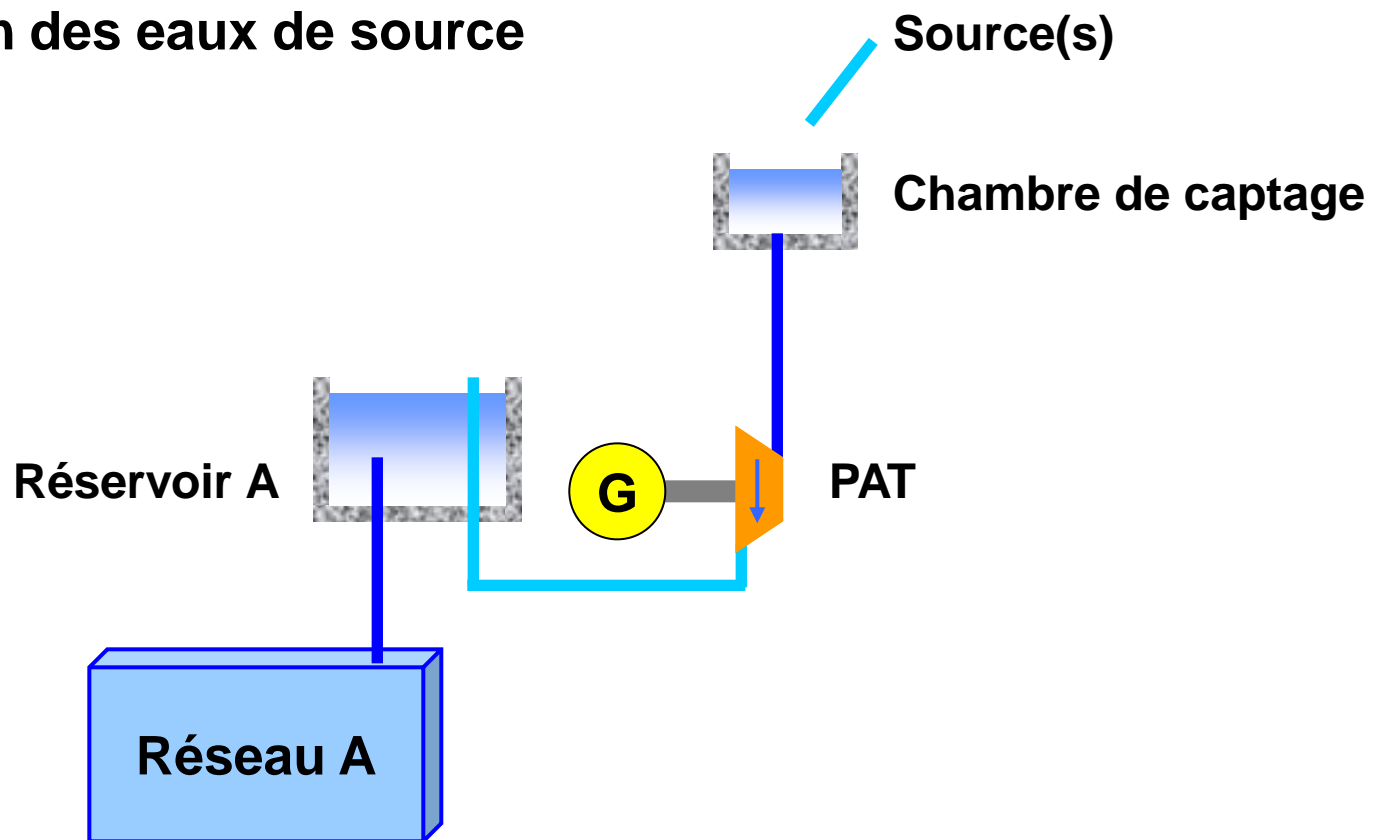 des eaux de source
Source(s)
Chambre de captage
Réservoir A
G
PAT
Réseau A